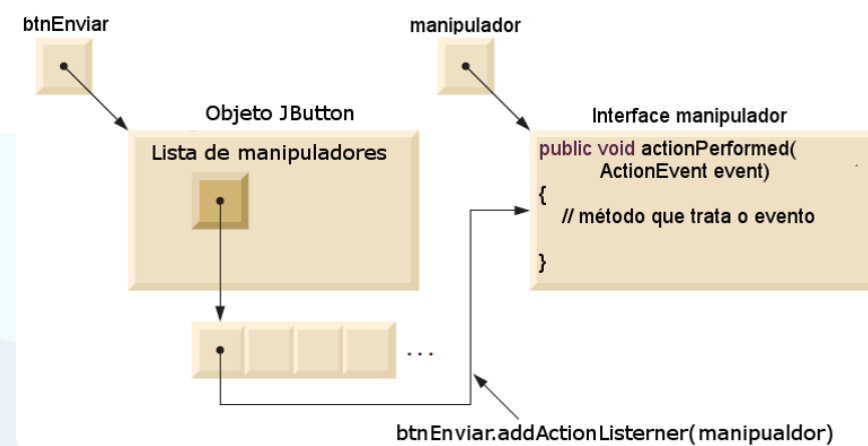 btnEnviar
manipulador
Objeto JButton
Interface manipulador
Lista de manipuladores
public void actionPerformed(
ActionEvent event)
{
// método que trata o evento
}
...
btnEnviar.addActionListerner(manipualdor)